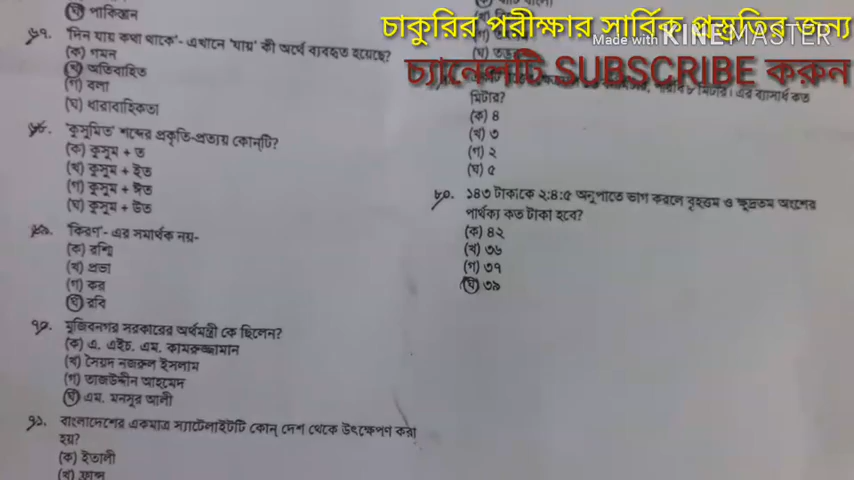 (ঘ) পাকিস্তান
৬৭. 'দিন যায় কথা থাকে'- এখানে 'যায়' কী অর্থে ব্যবহৃত হয়েছে?
(ক) গমন
(খ) অতিবাহিত
(গ) বলা
(ঘ) ধারাবাহিকতা
৬৮. 'কুসুমিত' শব্দের প্রকৃতি-প্রত্যয় কোনটি?
(ক) কুসুম + ত
(খ) কুসুম + ইত
(গ) কুসুম + ঈত
(ঘ) কুসুম + উত
৬৯. 'কিরণ'- এর সমার্থক নয়-
(ক) রশ্মি
(খ) প্রভা
(গ) কর
(ঘ) রবি
৭০. মুজিবনগর সরকারের অর্থমন্ত্রী কে ছিলেন?
(ক) এ. এইচ. এম. কামরুজ্জামান
(খ) সৈয়দ নজরুল ইসলাম
(গ) তাজউদ্দীন আহমেদ
(ঘ) এম. মনসুর আলী
৭১. বাংলাদেশের একমাত্র স্যাটেলাইটটি কোন্ দেশ থেকে উৎক্ষেপণ করা
হয়?
(ক) ইতালী
(খ) ফ্রান্স
চাকুরির পরীক্ষার সার্বিক প্রস্তুতির জন্য
Made with KINEMASTER
চ্যানেলটি SUBSCRIBE করুন
মিটার। এর ব্যাসার্ধ কত
মিটার?
(ক) ৪
(খ) ৩
(গ) ২
(ঘ) ৫
৮০. ১৪৩ টাকাকে ২:৪:৫ অনুপাতে ভাগ করলে বৃহত্তম ও ক্ষুদ্রতম অংশের
পার্থক্য কত টাকা হবে?
(ক) ৪২
(খ) ৩৬
(গ) ৩৭
(ঘ) ৩৯